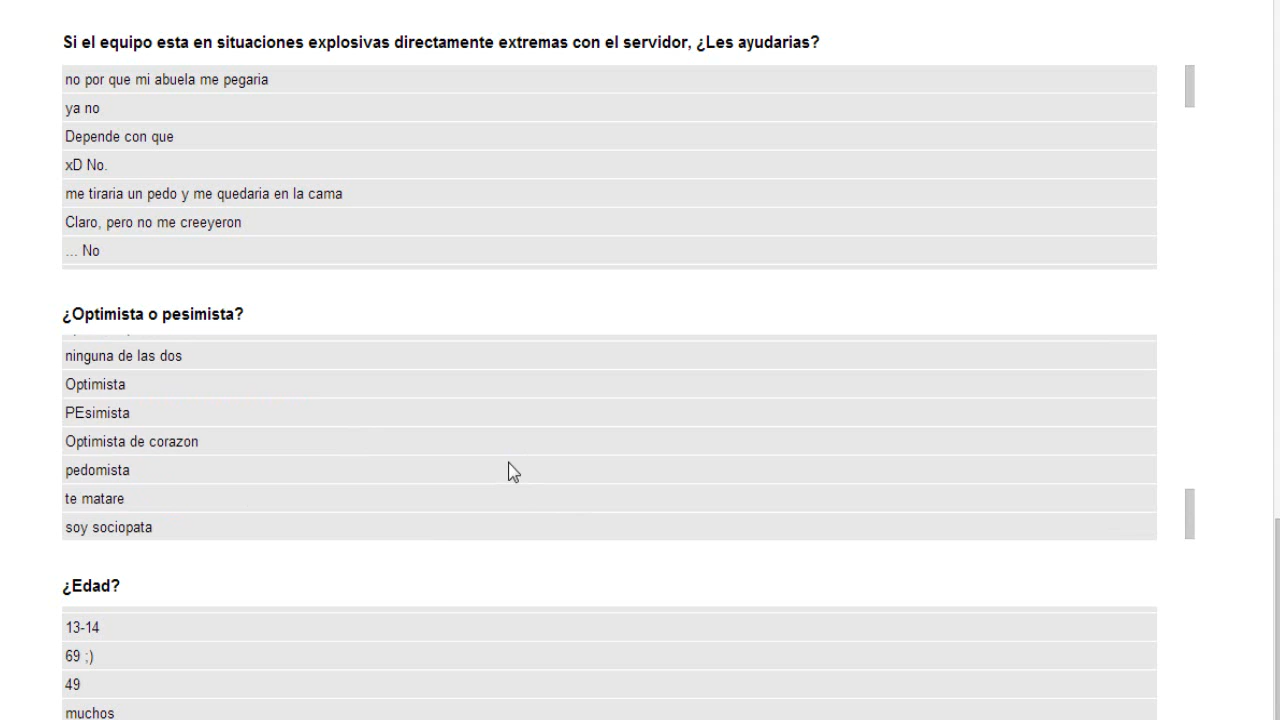 Si el equipo esta en situaciones explosivas directamente extremas con el servidor, ¿Les ayudarias?
no por que mi abuela me pegaria
ya no
Depende con que
xD No.
me tiraria un pedo y me quedaria en la cama
Claro, pero no me creeyeron
... No
¿Optimista o pesimista?
ninguna de las dos
Optimista
PEsimista
Optimista de corazon
pedomista
te matare
soy sociopata
¿Edad?
13-14
69 ;)
49
muchos